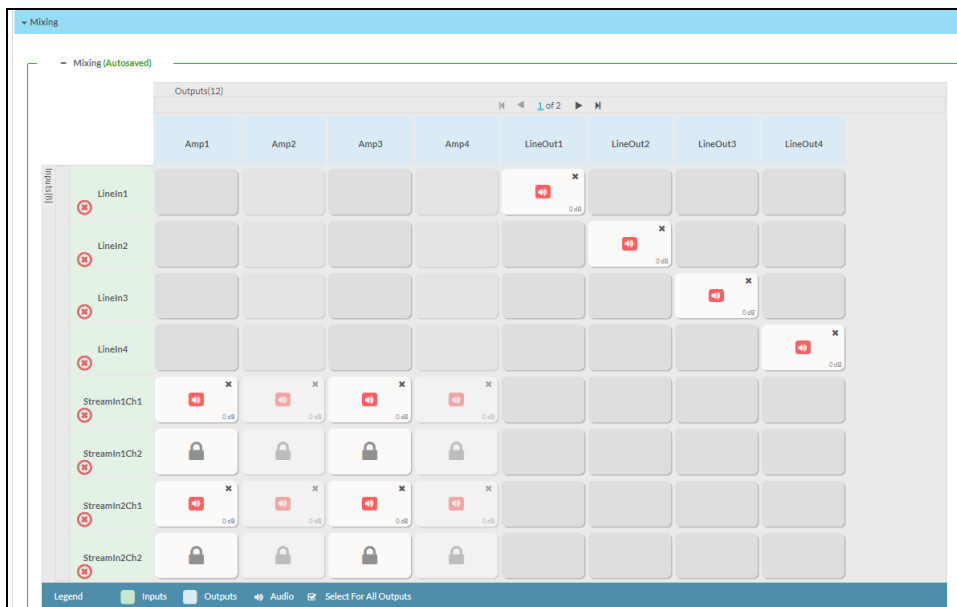 Mixing
Mixing (Autosaved)
Outputs(12)
1 of 2
Amp1 Amp2 Amp3 Amp4 LineOut1 LineOut2 LineOut3 LineOut4
Inputs(8)
LineIn1 0 dB
LineIn2 0 dB
LineIn3 0 dB
LineIn4 0 dB
StreamIn1Ch1 0 dB 0 dB 0 dB 0 dB
StreamIn1Ch2
StreamIn2Ch1 0 dB 0 dB 0 dB 0 dB
StreamIn2Ch2
Legend Inputs Outputs Audio Select For All Outputs